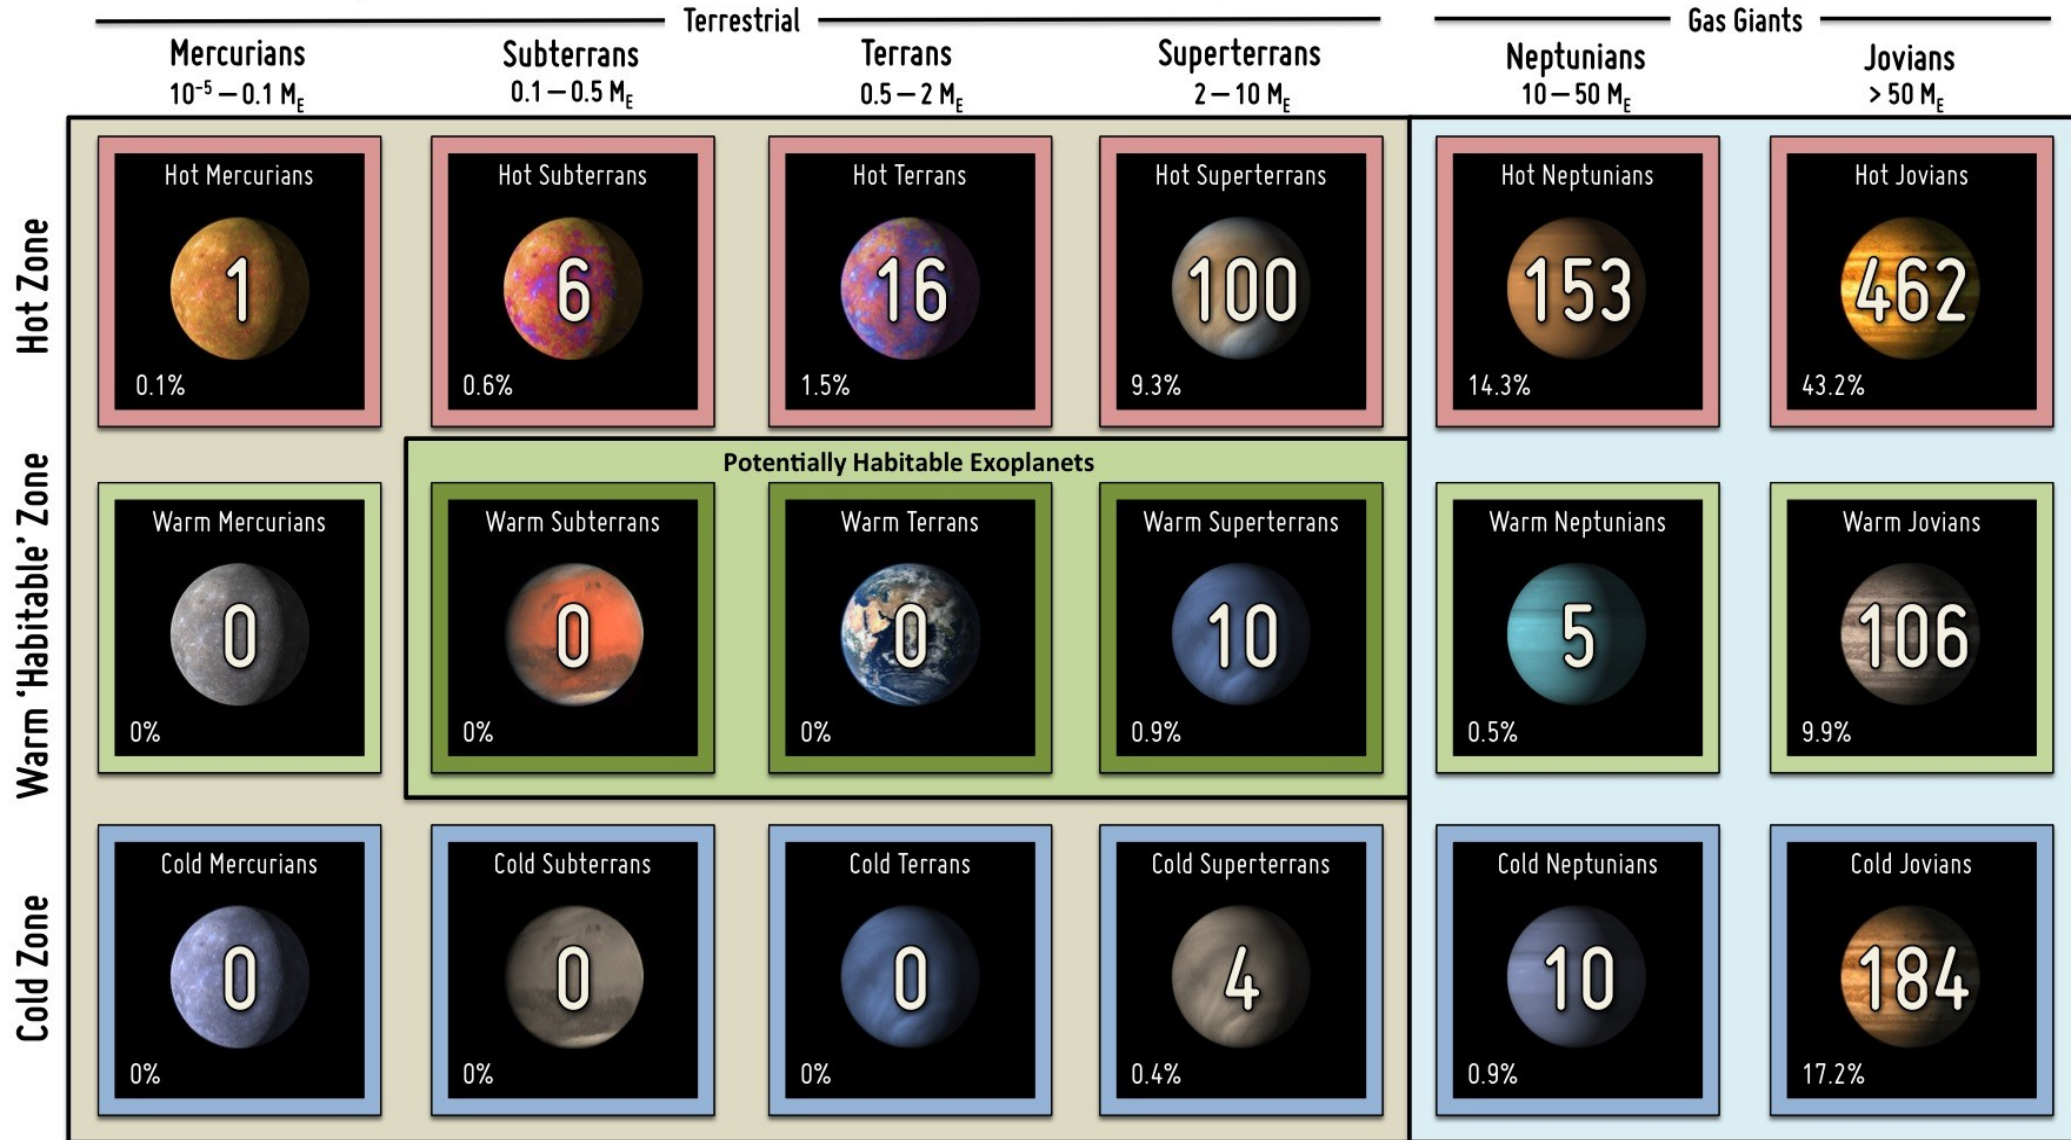 Terrestrial
Gas Giants
Mercurians
Subterrans
Terrans
Superterrans
Neptunians
Jovians
10⁻⁵ — 0.1 M_E
0.1 — 0.5 M_E
0.5 — 2 M_E
2 — 10 M_E
10 — 50 M_E
> 50 M_E
Hot Zone
Hot Mercurians
1
0.1%
Hot Subterrans
6
0.6%
Hot Terrans
16
1.5%
Hot Superterrans
100
9.3%
Hot Neptunians
153
14.3%
Hot Jovians
462
43.2%
Warm ‘Habitable’ Zone
Potentially Habitable Exoplanets
Warm Mercurians
0
0%
Warm Subterrans
0
0%
Warm Terrans
0
0%
Warm Superterrans
10
0.9%
Warm Neptunians
5
0.5%
Warm Jovians
106
9.9%
Cold Zone
Cold Mercurians
0
0%
Cold Subterrans
0
0%
Cold Terrans
0
0%
Cold Superterrans
4
0.4%
Cold Neptunians
10
0.9%
Cold Jovians
184
17.2%